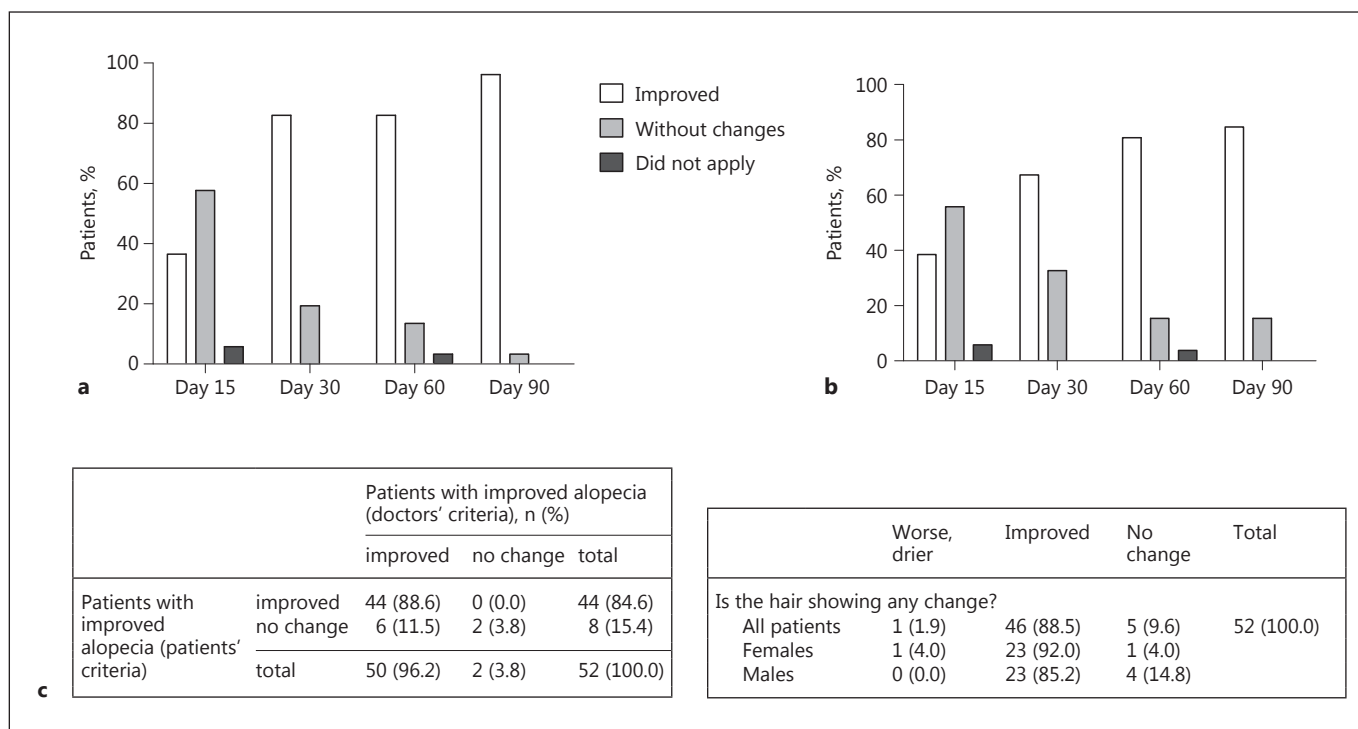 100
80
60
40
20
0
Patients, %
Day 15 Day 30 Day 60 Day 90
a
Improved
Without changes
Did not apply
100
80
60
40
20
0
Patients, %
Day 15 Day 30 Day 60 Day 90
b
Patients with improved alopecia
(doctors' criteria), n (%)
improved no change total
Patients with improved 44 (88.6) 0 (0.0) 44 (84.6)
improved no change 6 (11.5) 2 (3.8) 8 (15.4)
alopecia (patients'
criteria) total 50 (96.2) 2 (3.8) 52 (100.0)
c
Worse, Improved No Total
drier change
Is the hair showing any change?
All patients 1 (1.9) 46 (88.5) 5 (9.6) 52 (100.0)
Females 1 (4.0) 23 (92.0) 1 (4.0)
Males 0 (0.0) 23 (85.2) 4 (14.8)